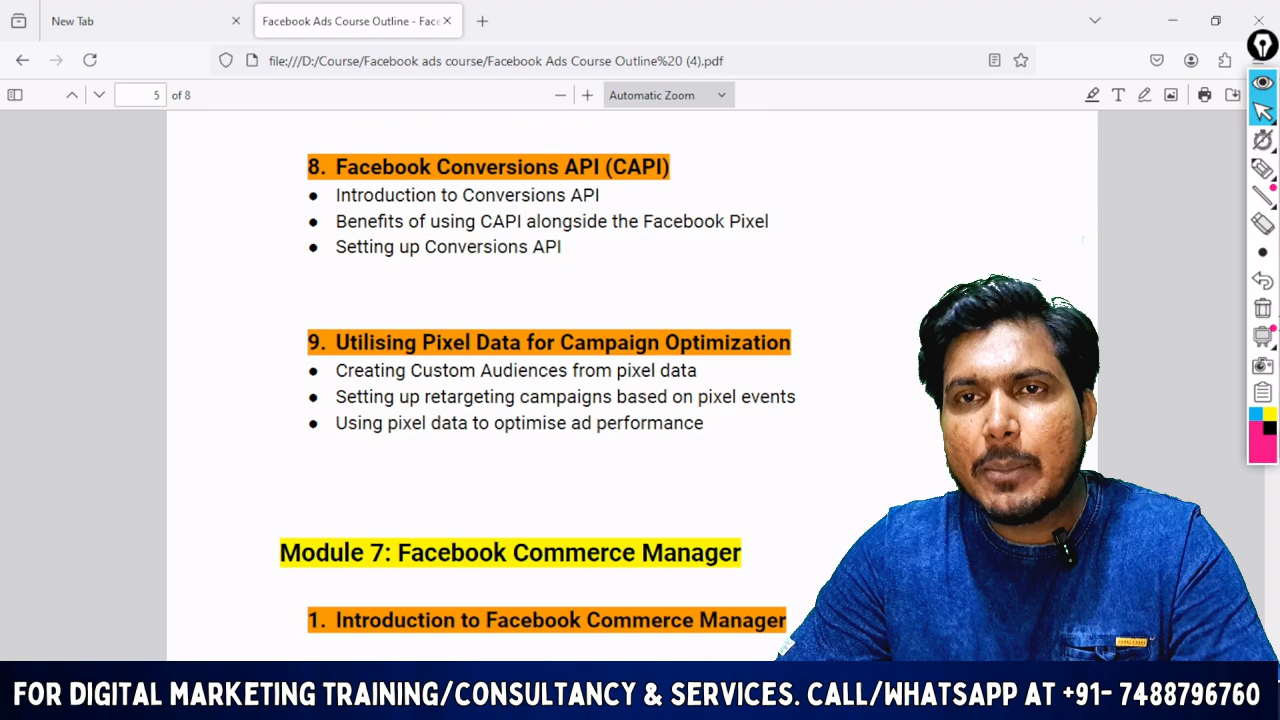 New Tab
Facebook Ads Course Outline - Face
file:///D:/Course/Facebook ads course/Facebook Ads Course Outline%20 (4).pdf
5 of 8
Automatic Zoom
8. Facebook Conversions API (CAPI)
● Introduction to Conversions API
● Benefits of using CAPI alongside the Facebook Pixel
● Setting up Conversions API
9. Utilising Pixel Data for Campaign Optimization
● Creating Custom Audiences from pixel data
● Setting up retargeting campaigns based on pixel events
● Using pixel data to optimise ad performance
Module 7: Facebook Commerce Manager
1. Introduction to Facebook Commerce Manager
FOR DIGITAL MARKETING TRAINING/CONSULTANCY & SERVICES. CALL/WHATSAPP AT +91- 7488796760